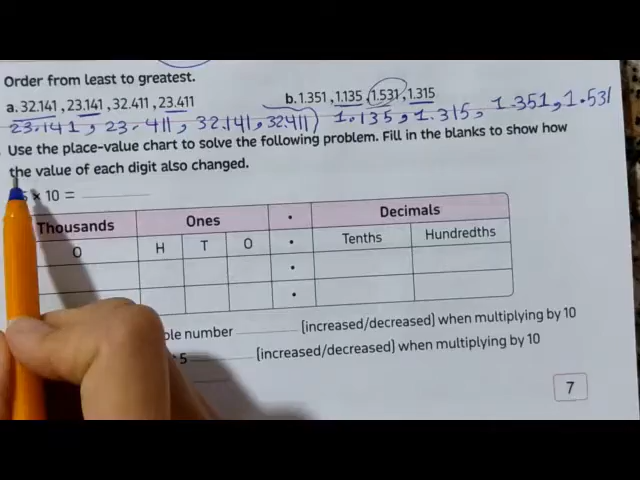 Order from least to greatest.
a. 32.141 , 23.141 , 32.411 , 23.411
b. 1.351 , 1.135 , 1.531 , 1.315
23.141 , 23.411 , 32.141 , 32.411
1.135 , 1.315 , 1.351 , 1.531
Use the place-value chart to solve the following problem. Fill in the blanks to show how
the value of each digit also changed.
× 10 =
Thousands Ones . Decimals
O H T O . Tenths Hundredths
.
.
number [increased/decreased] when multiplying by 10
5 [increased/decreased] when multiplying by 10
7